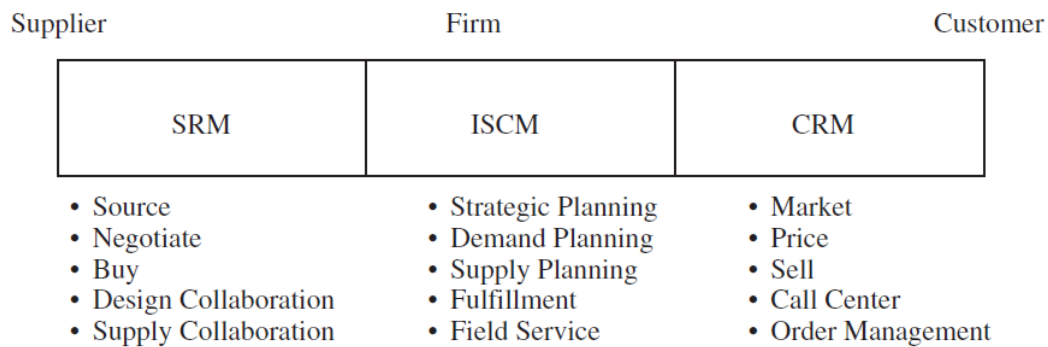 Supplier Firm Customer
SRM ISCM CRM
• Source
• Negotiate
• Buy
• Design Collaboration
• Supply Collaboration
• Strategic Planning
• Demand Planning
• Supply Planning
• Fulfillment
• Field Service
• Market
• Price
• Sell
• Call Center
• Order Management